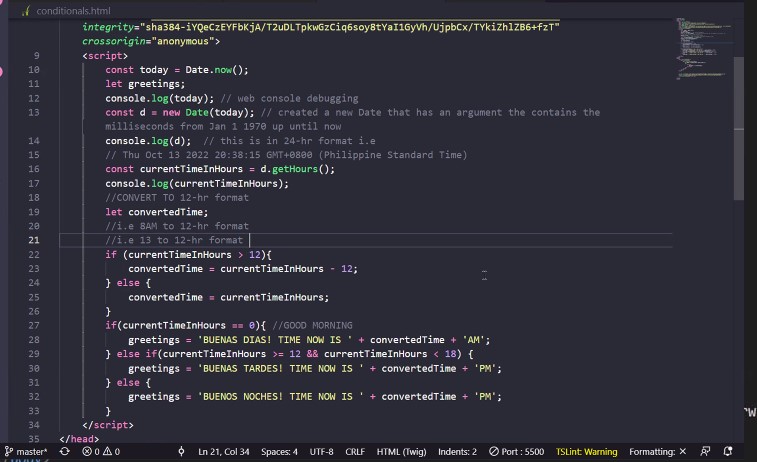 conditionals.html
integrity="sha384-iYQeCzEYFbKjA/T2uDLTpkwGzCiq6soy8tYaI1GyVh/UjpbCx/TYkiZhlZB6+fzT"
crossorigin="anonymous">
9 <script>
10 const today = Date.now();
11 let greetings;
12 console.log(today); // web console debugging
13 const d = new Date(today); // created a new Date that has an argument the contains the
milliseconds from Jan 1 1970 up until now
14 console.log(d); // this is in 24-hr format i.e
15 // Thu Oct 13 2022 20:38:15 GMT+0800 (Philippine Standard Time)
16 const currentTimeInHours = d.getHours();
17 console.log(currentTimeInHours);
18 //CONVERT TO 12-hr format
19 let convertedTime;
20 //i.e 8AM to 12-hr format
21 //i.e 13 to 12-hr format
22 if (currentTimeInHours > 12){
23 convertedTime = currentTimeInHours - 12;
24 } else {
25 convertedTime = currentTimeInHours;
26 }
27 if(currentTimeInHours == 0){ //GOOD MORNING
28 greetings = 'BUENAS DIAS! TIME NOW IS ' + convertedTime + 'AM';
29 } else if(currentTimeInHours >= 12 && currentTimeInHours < 18) {
30 greetings = 'BUENAS TARDES! TIME NOW IS ' + convertedTime + 'PM';
31 } else {
32 greetings = 'BUENOS NOCHES! TIME NOW IS ' + convertedTime + 'PM';
33 }
34 </script>
35 </head>
master* 0 0 Ln 21, Col 34 Spaces: 4 UTF-8 CRLF HTML (Twig) Indents: 2 Port : 5500 TSLint: Warning Formatting: ×